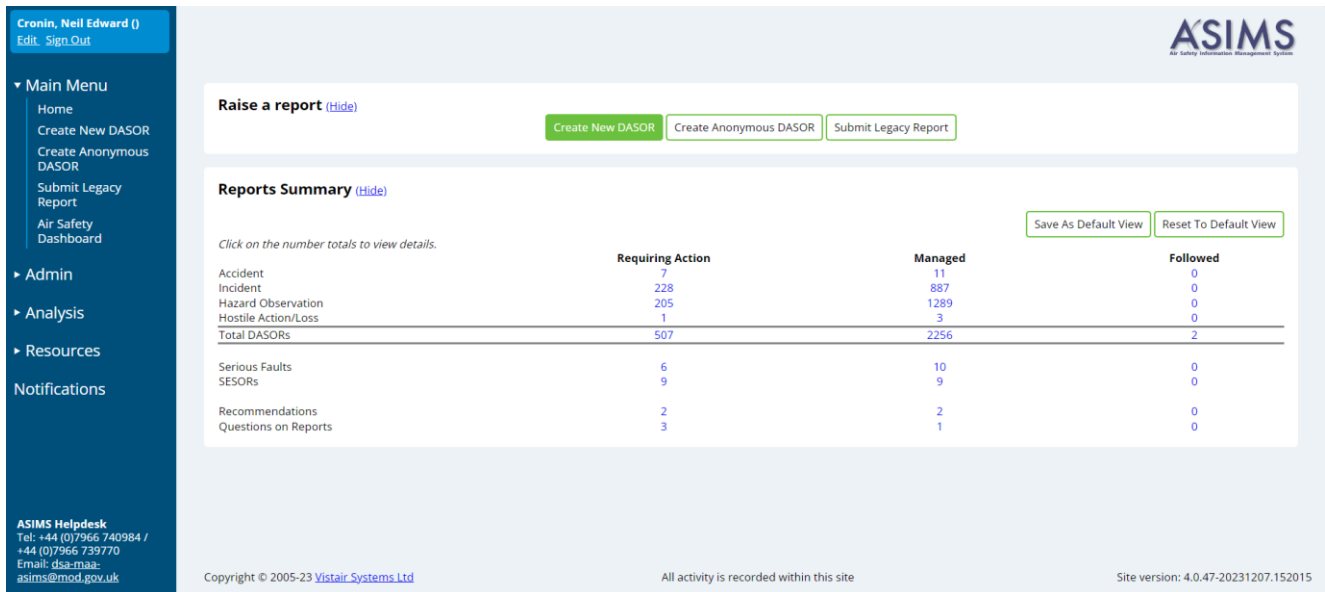 Cronin, Neil Edward ()
Edit Sign Out
Main Menu
Home
Create New DASOR
Create Anonymous
DASOR
Submit Legacy
Report
Air Safety
Dashboard
Admin
Analysis
Resources
Notifications
ASIMS Helpdesk
Tel: +44 (0)7966 740984 /
+44 (0)7966 739770
Email: dsa-maa-
asims@mod.gov.uk
ASIMS
Air Safety Information Management System
Raise a report (Hide)
Create New DASOR Create Anonymous DASOR Submit Legacy Report
Reports Summary (Hide)
Save As Default View Reset To Default View
Click on the number totals to view details.
Requiring Action Managed Followed
Accident 7 11 0
Incident 228 887 0
Hazard Observation 205 1289 0
Hostile Action/Loss 1 3 0
Total DASORs 507 2256 2
Serious Faults 6 10 0
SESORs 9 9 0
Recommendations 2 2 0
Questions on Reports 3 1 0
Copyright © 2005-23 Vistair Systems Ltd All activity is recorded within this site Site version: 4.0.47-20231207.152015